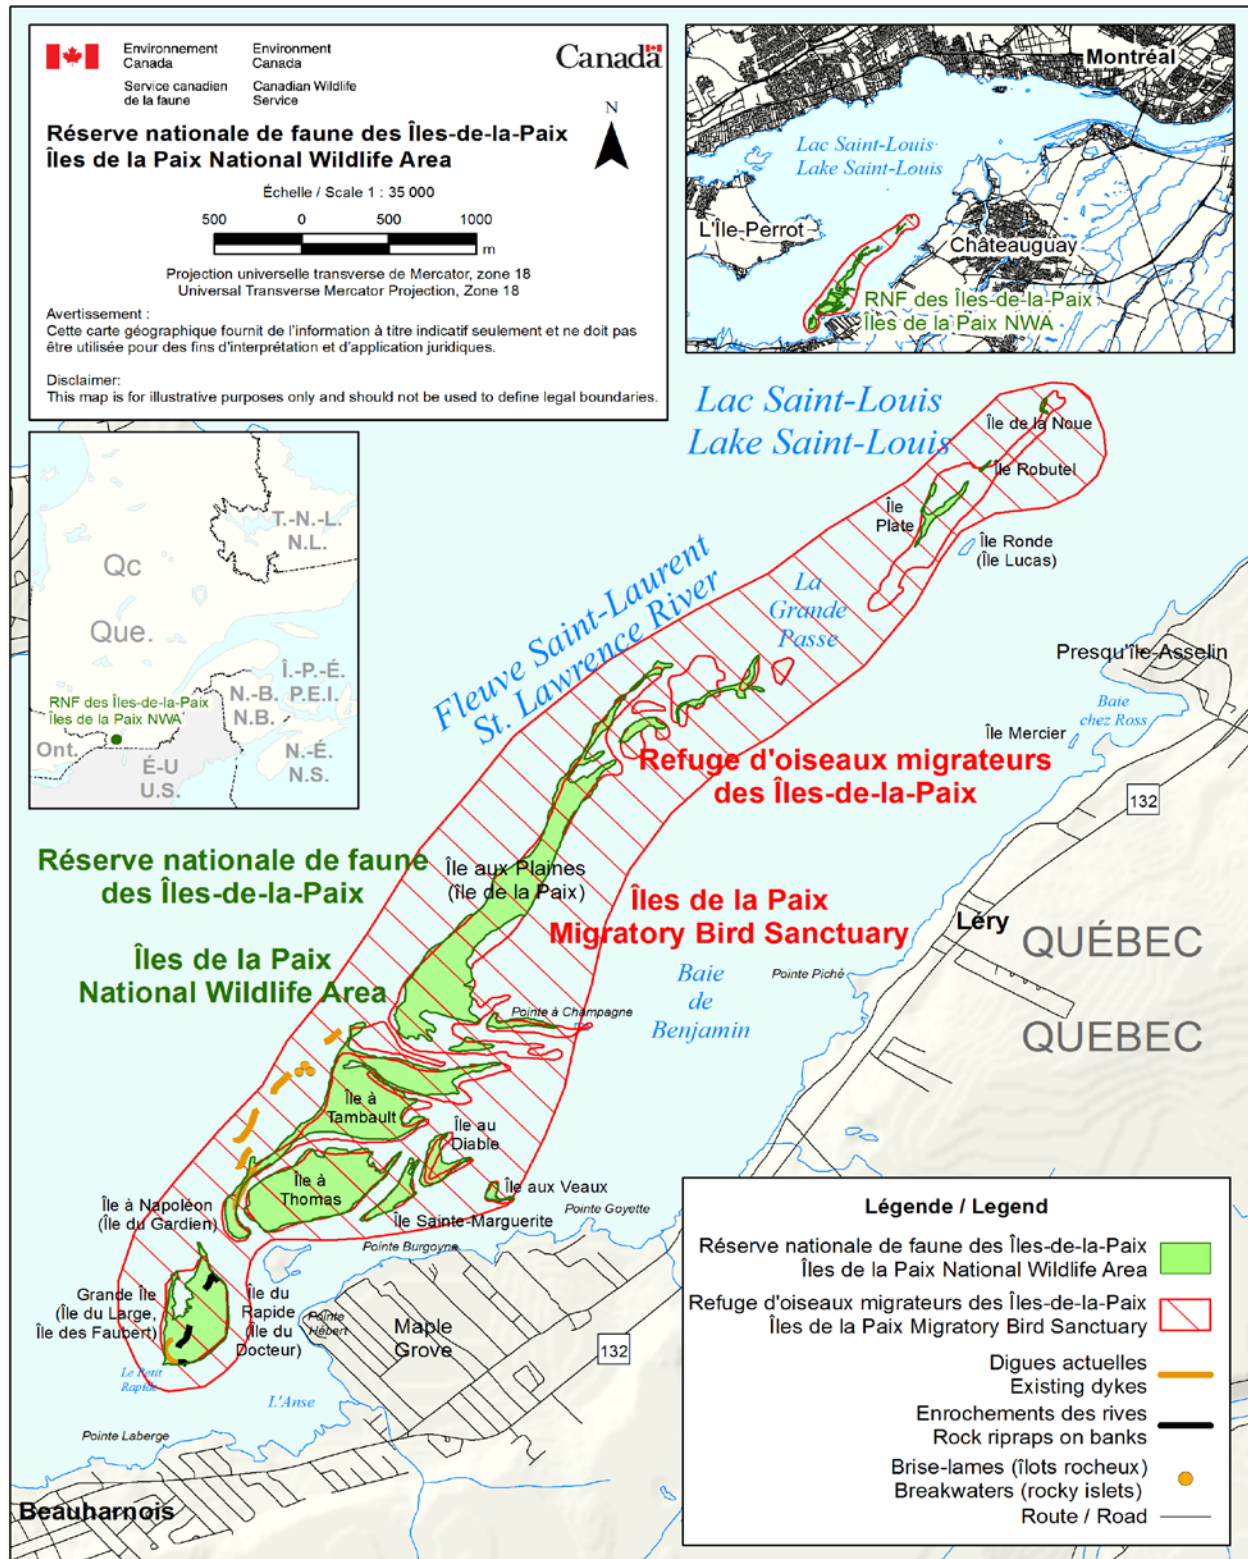 Environnement
Canada
Environment
Canada
Service canadien
de la faune
Canadian Wildlife
Service
Canada
Réserve nationale de faune des Îles-de-la-Paix
Îles de la Paix National Wildlife Area
N
Échelle / Scale 1 : 35 000
500 0 500 1000
m
Projection universelle transverse de Mercator, zone 18
Universal Transverse Mercator Projection, Zone 18
Avertissement :
Cette carte géographique fournit de l'information à titre indicatif seulement et ne doit pas
être utilisée pour des fins d'interprétation et d'application juridiques.
Disclaimer:
This map is for illustrative purposes only and should not be used to define legal boundaries.
Montréal
Lac Saint-Louis
Lake Saint-Louis
L'Île-Perrot
Châteauguay
RNF des Îles-de-la-Paix
Îles de la Paix NWA
T.-N.-L.
N.L.
Qc
Que.
Î.-P.-É.
P.E.I.
N.-B.
N.B.
RNF des Îles-de-la-Paix
Îles de la Paix NWA
Ont.
É-U
U.S.
N.-É.
N.S.
Lac Saint-Louis
Lake Saint-Louis
Île de la Noue
Île Robutel
Île
Plate
Île Ronde
(Île Lucas)
La
Grande
Passe
Fleuve Saint-Laurent
St. Lawrence River
Presqu'île-Asselin
Baie
chez Ross
Île Mercier
132
Refuge d'oiseaux migrateurs
des Îles-de-la-Paix
Réserve nationale de faune
des Îles-de-la-Paix
Île aux Plaines
(île de la Paix)
Îles de la Paix
Migratory Bird Sanctuary
Îles de la Paix
National Wildlife Area
Léry
QUÉBEC
QUEBEC
Baie
de
Benjamin
Pointe Piché
Pointe à Champagne
Île à
Tambault
Île au
Diable
Île à
Thomas
Île aux Veaux
Île à Napoléon
(Île du Gardien)
Île Sainte-Marguerite
Pointe Goyette
Pointe Burgoyne
Grande Île
(Île du Large,
Île des Faubert)
Île du
Rapide
(Île du
Docteur)
Pointe
Hébert
Maple
Grove
132
Le Petit
Rapide
L'Anse
Pointe Laberge
Beauharnois
Légende / Legend
Réserve nationale de faune des Îles-de-la-Paix
Îles de la Paix National Wildlife Area
Refuge d'oiseaux migrateurs des Îles-de-la-Paix
Îles de la Paix Migratory Bird Sanctuary
Digues actuelles
Existing dykes
Enrochements des rives
Rock ripraps on banks
Brise-lames (îlots rocheux)
Breakwaters (rocky islets)
Route / Road